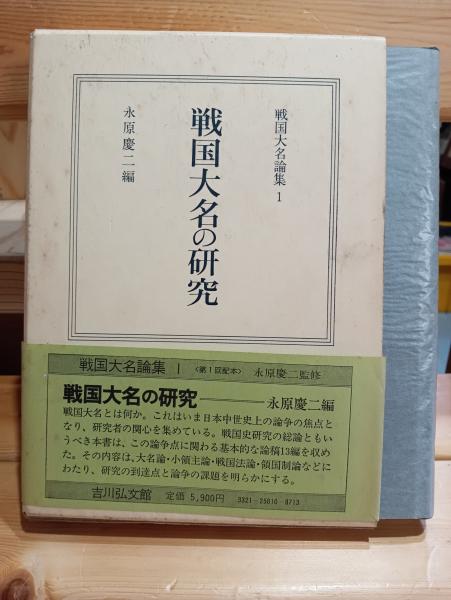 戦国大名論集 1
戦国大名の研究
永原慶二編
戦国大名論集 1 〈第1回配本〉 永原慶二監修
戦国大名の研究――永原慶二編
戦国大名とは何か。これはいま日本中世史上の論争の焦点と
なり、研究者の関心を集めている。戦国史研究の総論ともい
うべき本書は、この論争点に関わる基本的な論稿13編を収め
た。その内容は、大名論・小領主論・戦国法論・領国制論などに
わたり、研究の到達点と論争の課題を明らかにする。
吉川弘文館 定価 5,900円 3321-25810-8713